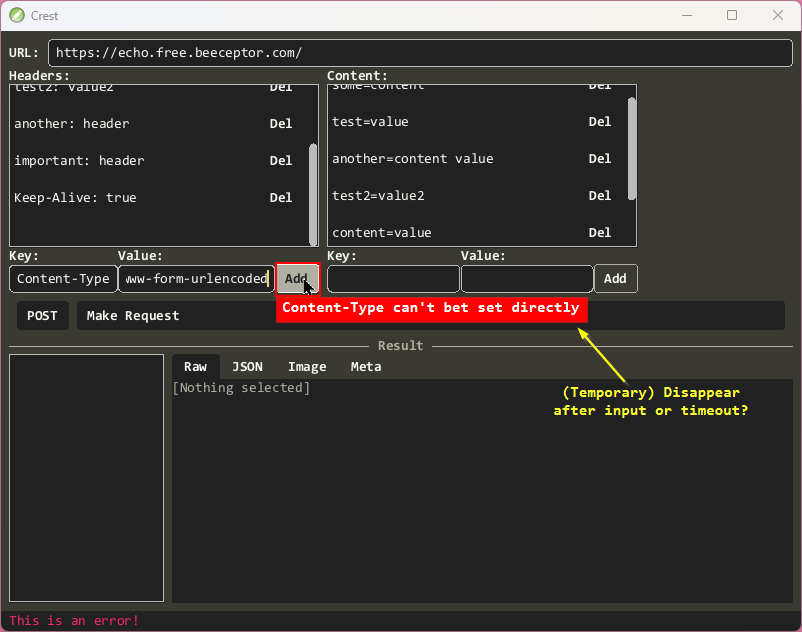 Crest
URL: https://echo.free.beeceptor.com/
Headers:
test2: value2 Del
another: header Del
important: header Del
Keep-Alive: true Del
Content:
some=content Del
test=value Del
another=content value Del
test2=value2 Del
content=value Del
Key: Value:
Content-Type ww-form-urlencoded Add
Key: Value:
Add
Content-Type can't bet set directly
POST Make Request
Result
Raw JSON Image Meta
[Nothing selected]
(Temporary) Disappear
after input or timeout?
This is an error!